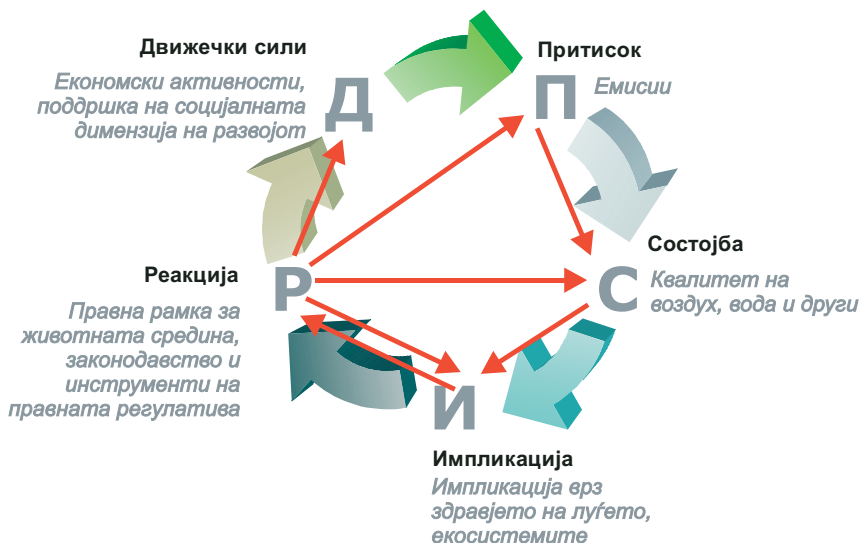 Движечки сили
Економски активности,
поддршка на социјалната
димензија на развојот
Д
Притисок
П
Емисии
Состојба
С
Квалитет на
воздух, вода и други
Импликација
И
Импликација врз
здравјето на луѓето,
екосистемите
Реакција
Р
Правна рамка за
животната средина,
законодавство и
инструменти на
правната регулатива